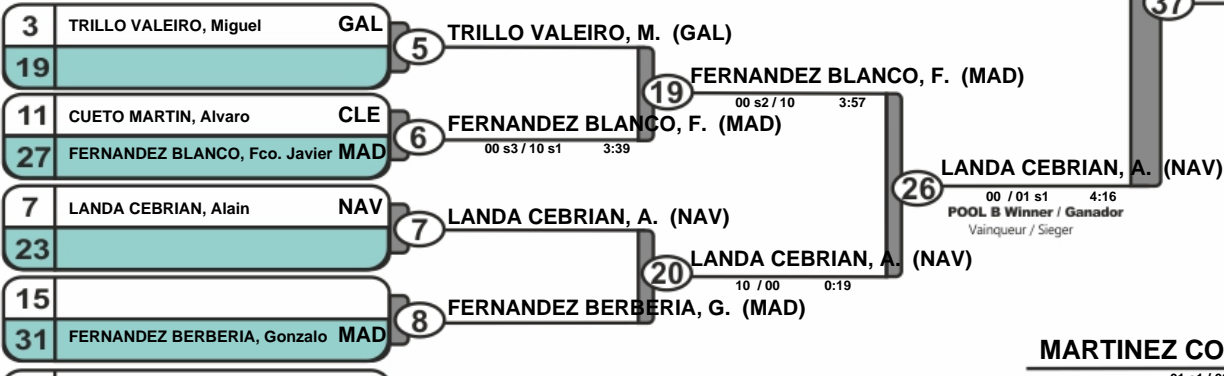 37
3 TRILLO VALEIRO, Miguel GAL
19
5 TRILLO VALEIRO, M. (GAL)
19 FERNANDEZ BLANCO, F. (MAD)
00 s2 / 10 3:57
11 CUETO MARTIN, Alvaro CLE
27 FERNANDEZ BLANCO, Fco. Javier MAD
6 FERNANDEZ BLANCO, F. (MAD)
00 s3 / 10 s1 3:39
26 LANDA CEBRIAN, A. (NAV)
00 / 01 s1 4:16
POOL B Winner / Ganador
Vainqueur / Sieger
7 LANDA CEBRIAN, Alain NAV
23
7 LANDA CEBRIAN, A. (NAV)
20 LANDA CEBRIAN, A. (NAV)
10 / 00 0:19
15
31 FERNANDEZ BERBERIA, Gonzalo MAD
8 FERNANDEZ BERBERIA, G. (MAD)
MARTINEZ CO